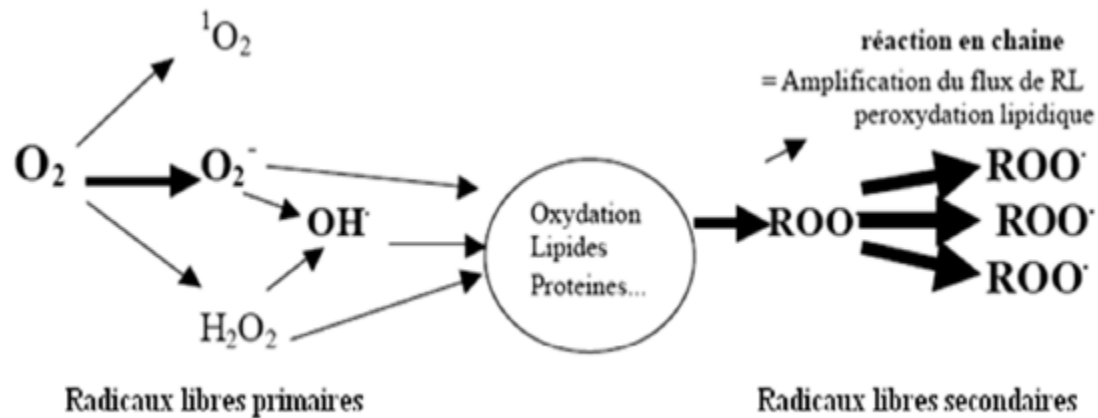 ¹O₂
réaction en chaine
= Amplification du flux de RL
peroxydation lipidique
O₂
O₂⁻
OH·
H₂O₂
Oxydation
Lipides
Proteines...
ROO
ROO·
ROO·
ROO·
Radicaux libres primaires
Radicaux libres secondaires